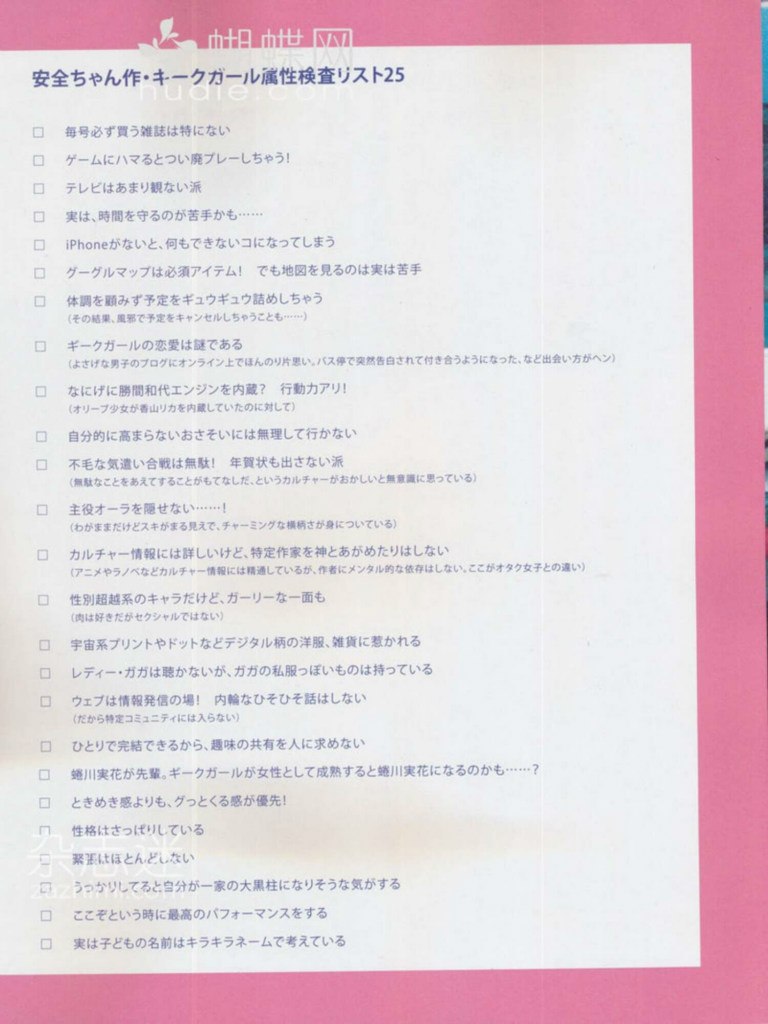 蝴蝶网
hudie.com
安全ちゃん作・ギークガール属性検査リスト25
□ 毎号必ず買う雑誌は特にない
□ ゲームにハマるとつい廃プレーしちゃう!
□ テレビはあまり観ない派
□ 実は、時間を守るのが苦手かも……
□ iPhoneがないと、何もできないコになってしまう
□ グーグルマップは必須アイテム! でも地図を見るのは実は苦手
□ 体調を顧みず予定をギュウギュウ詰めしちゃう
(その結果、風邪で予定をキャンセルしちゃうことも……)
□ ギークガールの恋愛は謎である
(よさげな男子のブログにオンライン上でほんのり片思い。バス停で突然告白されて付き合うようになった、など出会い方がヘン)
□ なにげに勝間和代エンジンを内蔵? 行動力アリ!
(オリーブ少女が香山リカを内蔵していたのに対して)
□ 自分的に高まらないおさそいには無理して行かない
□ 不毛な気遣い合戦は無駄! 年賀状も出さない派
(無駄なことをあえてすることがもてなしだ、というカルチャーがおかしいと無意識に思っている)
□ 主役オーラを隠せない……!
(わがままだけどスキがまる見えで、チャーミングな横柄さが身についている)
□ カルチャー情報には詳しいけど、特定作家を神とあがめたりはしない
(アニメやラノベなどカルチャー情報には精通しているが、作者にメンタル的な依存はしない。ここがオタク女子との違い)
□ 性別超越系のキャラだけど、ガーリーな一面も
(肉は好きだがセクシャルではない)
□ 宇宙系プリントやドットなどデジタル柄の洋服、雑貨に惹かれる
□ レディー・ガガは聴かないが、ガガの私服っぽいものは持っている
□ ウェブは情報発信の場! 内輪なひそひそ話はしない
(だから特定コミュニティには入らない)
□ ひとりで完結できるから、趣味の共有を人に求めない
□ 蜷川実花が先輩。ギークガールが女性として成熟すると蜷川実花になるのかも……?
□ ときめき感よりも、グっとくる感が優先!
□ 性格はさっぱりしている
□ 緊張はほとんどしない
□ うっかりしてると自分が一家の大黒柱になりそうな気がする
□ ここぞという時に最高のパフォーマンスをする
□ 実は子どもの名前はキラキラネームで考えている
杂志迷
zazhimi.com